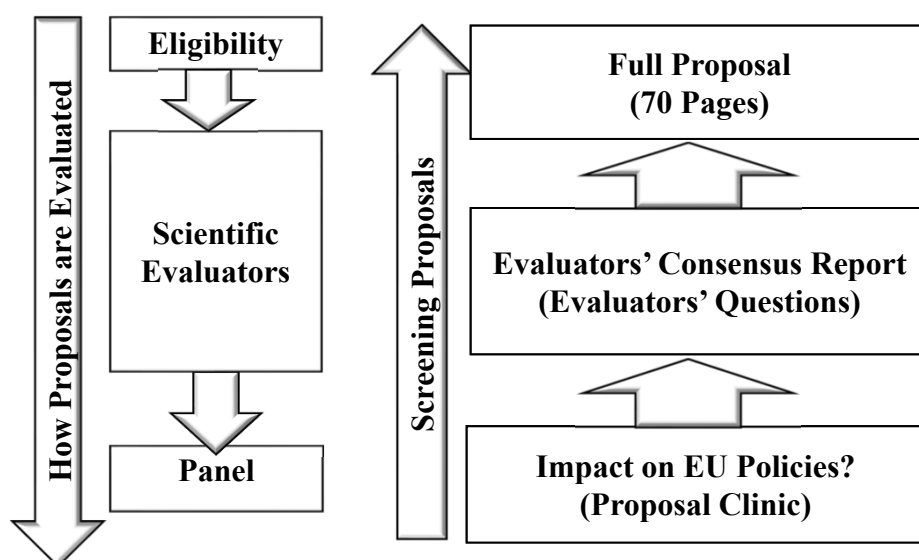 How Proposals are Evaluated
Eligibility
Scientific
Evaluators
Panel
Screening Proposals
Full Proposal
(70 Pages)
Evaluators’ Consensus Report
(Evaluators’ Questions)
Impact on EU Policies?
(Proposal Clinic)